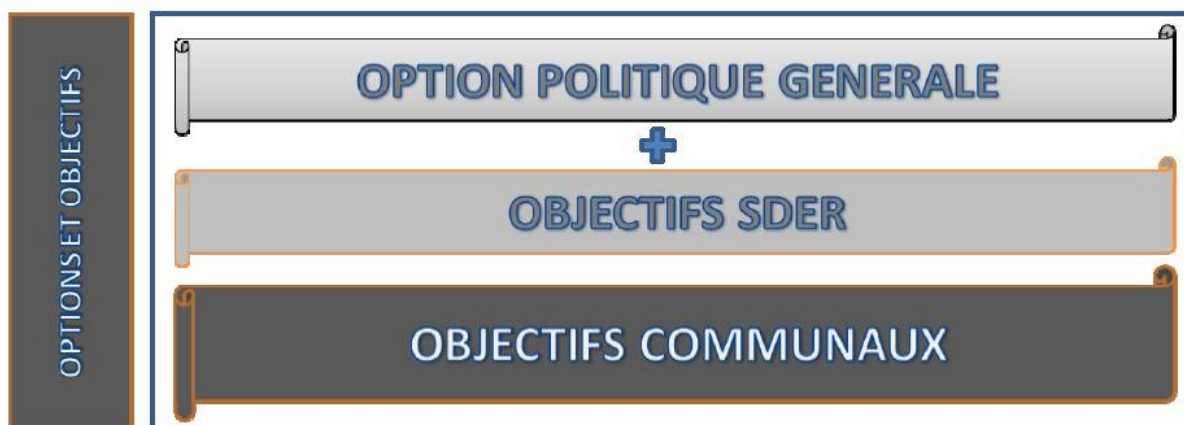 OPTIONS ET OBJECTIFS
OPTION POLITIQUE GENERALE
+
OBJECTIFS SDER
OBJECTIFS COMMUNAUX